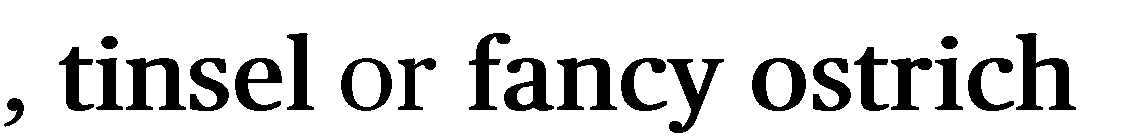 , tinsel or fancy ostrich